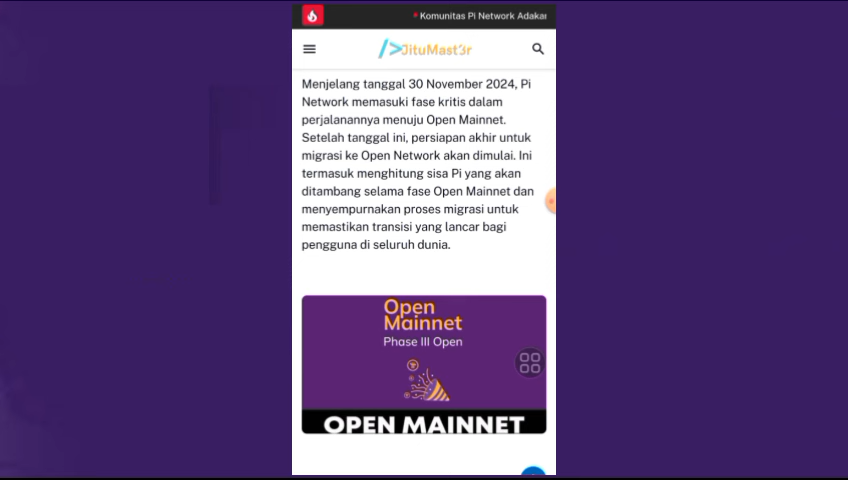 Komunitas Pi Network Adakan
JituMast3r
Menjelang tanggal 30 November 2024, Pi
Network memasuki fase kritis dalam
perjalanannya menuju Open Mainnet.
Setelah tanggal ini, persiapan akhir untuk
migrasi ke Open Network akan dimulai. Ini
termasuk menghitung sisa Pi yang akan
ditambang selama fase Open Mainnet dan
menyempurnakan proses migrasi untuk
memastikan transisi yang lancar bagi
pengguna di seluruh dunia.
Open
Mainnet
Phase III Open
OPEN MAINNET